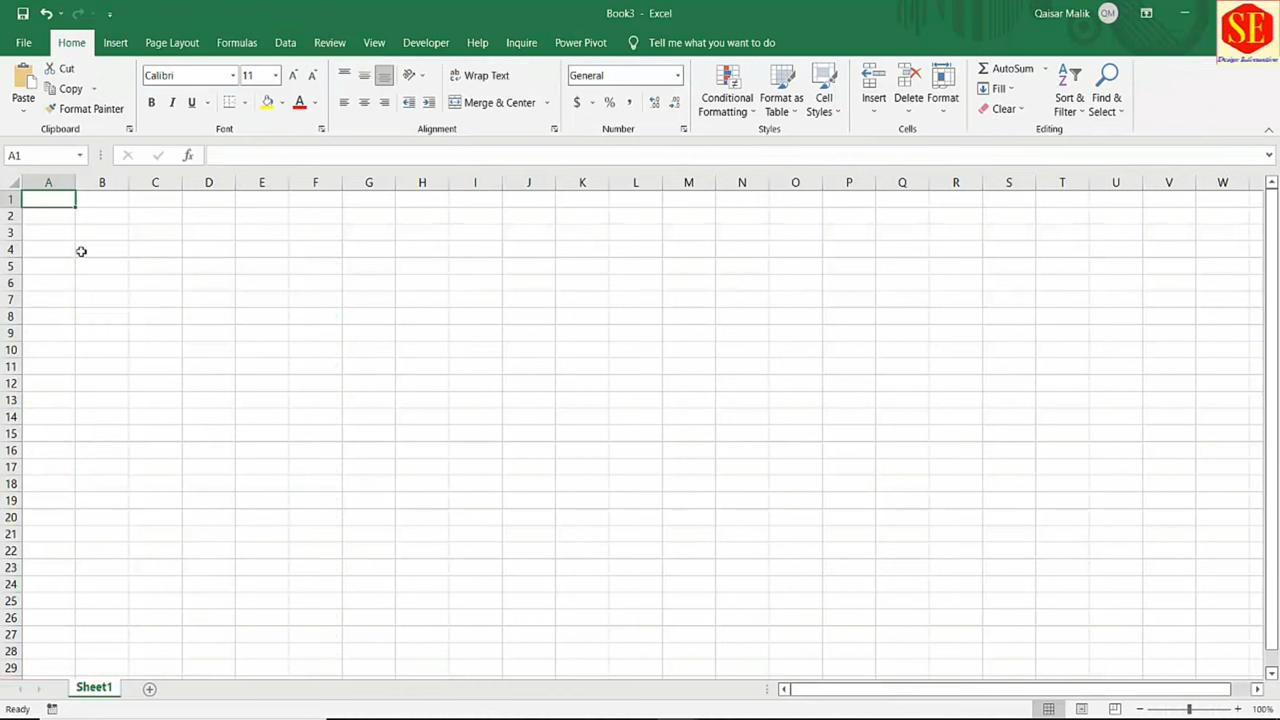 Book3 - Excel
Qaisar Malik QM
SE
Design Informative
File Home Insert Page Layout Formulas Data Review View Developer Help Inquire Power Pivot Tell me what you want to do
Paste
Cut
Copy
Format Painter
Clipboard
Calibri 11
B I U
Font
Wrap Text
Merge & Center
Alignment
General
$ % ,
Number
Conditional Formatting
Format as Table
Cell Styles
Styles
Insert Delete Format
Cells
AutoSum
Fill
Clear
Sort & Filter
Find & Select
Editing
A1 fx
A B C D E F G H I J K L M N O P Q R S T U V W
1
2
3
4
5
6
7
8
9
10
11
12
13
14
15
16
17
18
19
20
21
22
23
24
25
26
27
28
29
Sheet1
Ready 100%